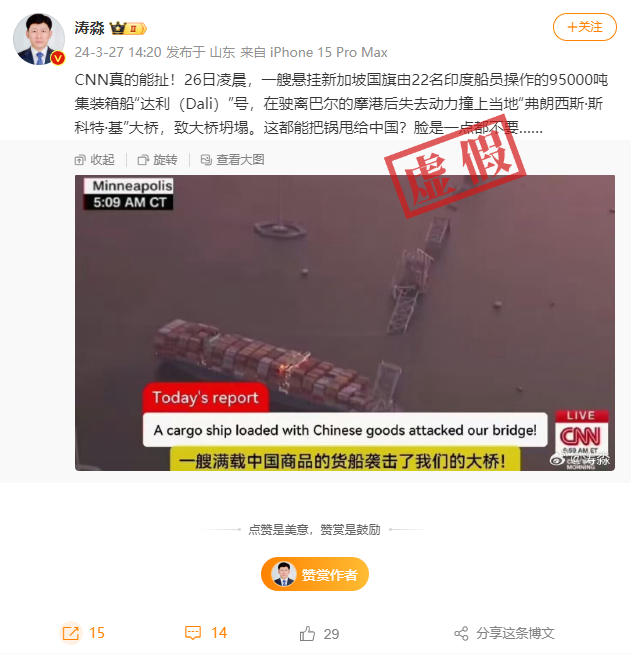 涛淼
II
+关注
24-3-27 14:20 发布于 山东 来自 iPhone 15 Pro Max
CNN真的能扯！26日凌晨，一艘悬挂新加坡国旗由22名印度船员操作的95000吨
集装箱船“达利（Dali）”号，在驶离巴尔的摩港后失去动力撞上当地“弗朗西斯·斯
科特·基”大桥，致大桥坍塌。这都能把锅甩给中国？脸是一点都不要......
虚假
收起 旋转 查看大图
Minneapolis
5:09 AM CT
Today's report
A cargo ship loaded with Chinese goods attacked our bridge!
一艘满载中国商品的货船袭击了我们的大桥！
LIVE
CNN
MORNING
点赞是美意，赞赏是鼓励
赞赏作者
15 14 29 分享这条博文